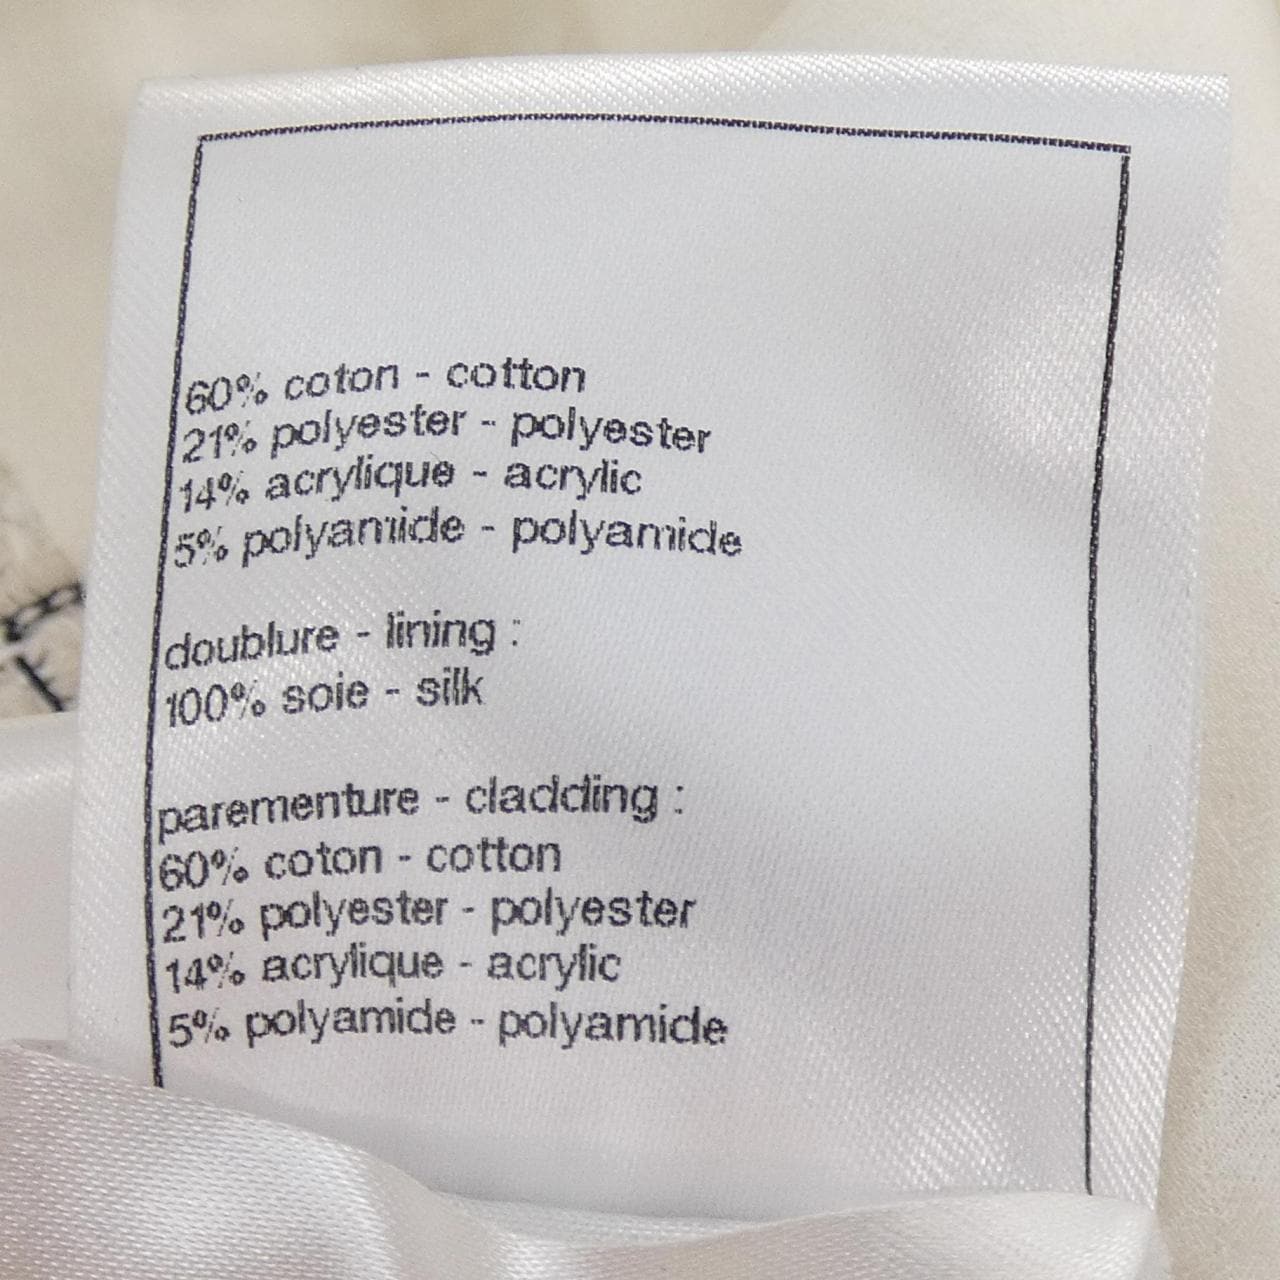 60% coton - cotton
21% polyester - polyester
14% acrylique - acrylic
5% polyamide - polyamide
doublure - lining :
100% soie - silk
parementure - cladding :
60% coton - cotton
21% polyester - polyester
14% acrylique - acrylic
5% polyamide - polyamide